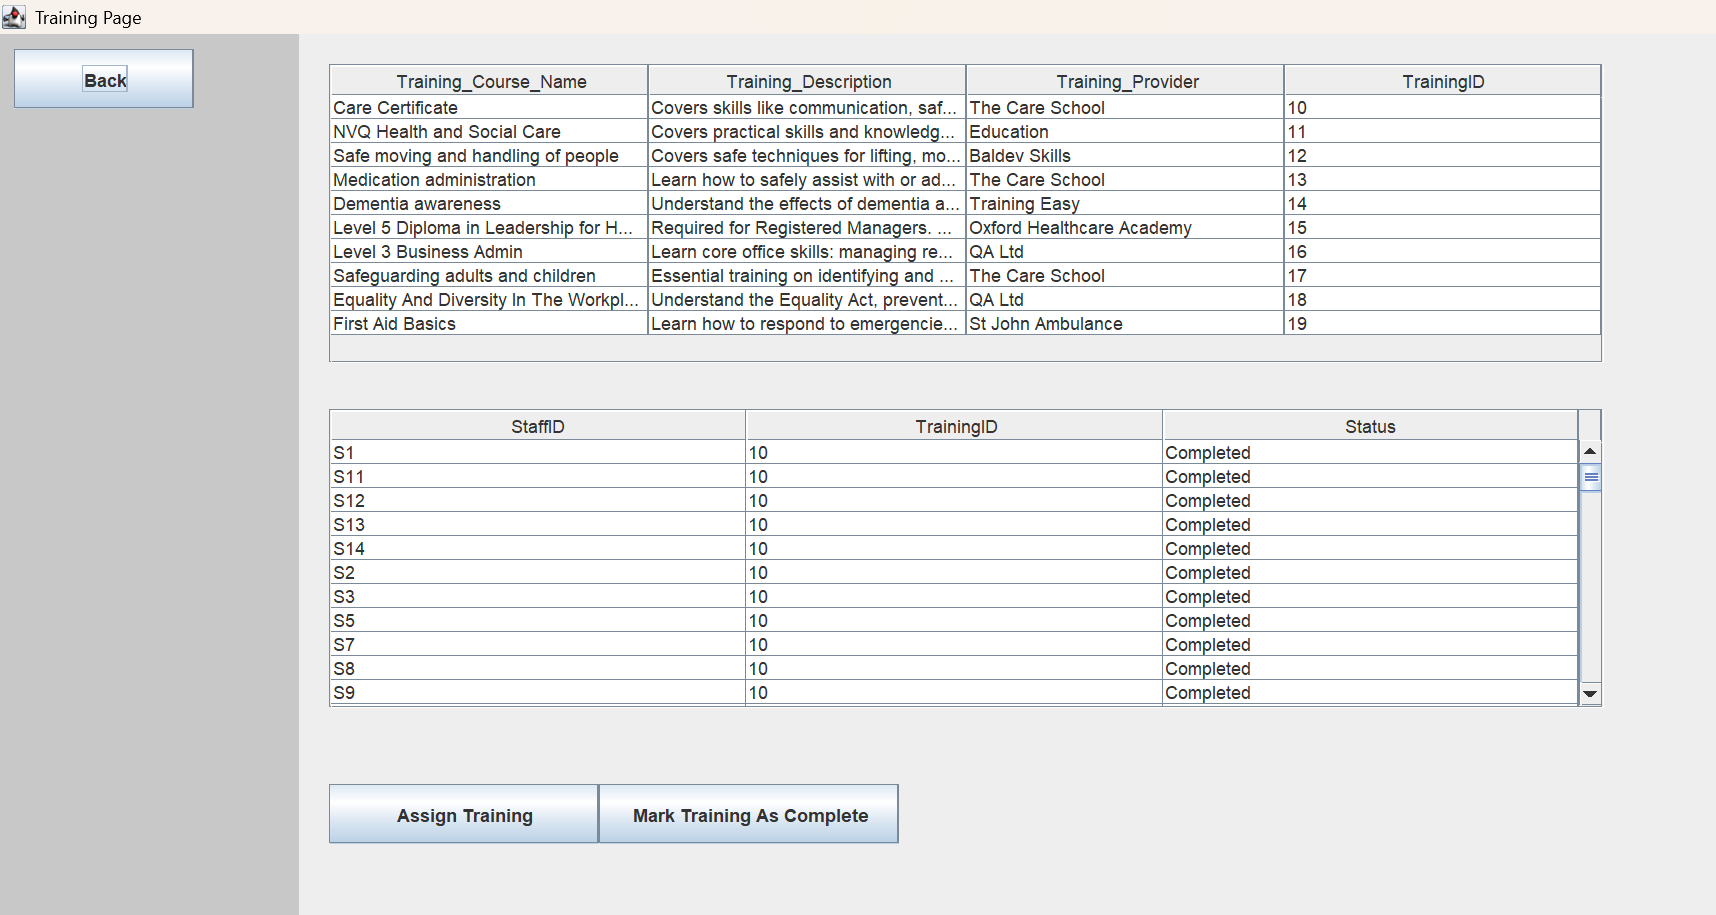 Training Page
Back
Training_Course_Name Training_Description Training_Provider TrainingID
Care Certificate Covers skills like communication, saf... The Care School 10
NVQ Health and Social Care Covers practical skills and knowledg... Education 11
Safe moving and handling of people Covers safe techniques for lifting, mo... Baldev Skills 12
Medication administration Learn how to safely assist with or ad... The Care School 13
Dementia awareness Understand the effects of dementia a... Training Easy 14
Level 5 Diploma in Leadership for H... Required for Registered Managers. ... Oxford Healthcare Academy 15
Level 3 Business Admin Learn core office skills: managing re... QA Ltd 16
Safeguarding adults and children Essential training on identifying and ... The Care School 17
Equality And Diversity In The Workpl... Understand the Equality Act, prevent... QA Ltd 18
First Aid Basics Learn how to respond to emergencie... St John Ambulance 19
StaffID TrainingID Status
S1 10 Completed
S11 10 Completed
S12 10 Completed
S13 10 Completed
S14 10 Completed
S2 10 Completed
S3 10 Completed
S5 10 Completed
S7 10 Completed
S8 10 Completed
S9 10 Completed
Assign Training Mark Training As Complete